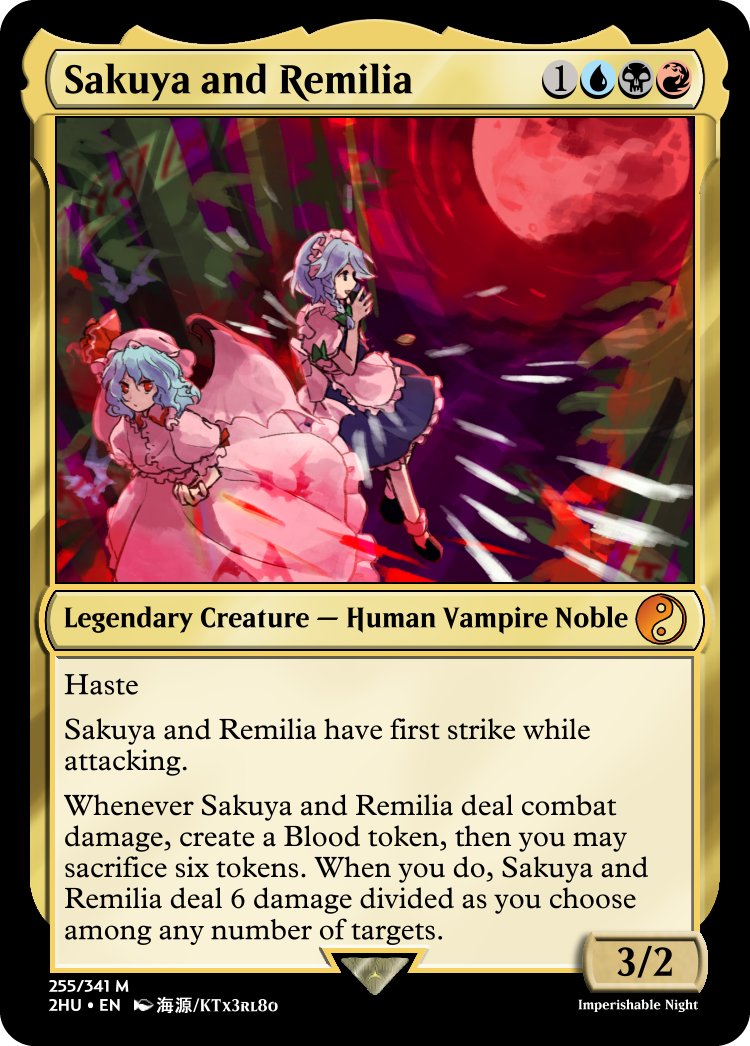 Sakuya and Remilia 1
Legendary Creature — Human Vampire Noble
Haste
Sakuya and Remilia have first strike while
attacking.
Whenever Sakuya and Remilia deal combat
damage, create a Blood token, then you may
sacrifice six tokens. When you do, Sakuya and
Remilia deal 6 damage divided as you choose
among any number of targets.
3/2
255/341 M
2HU • EN 海源/KTx3RL80
Imperishable Night